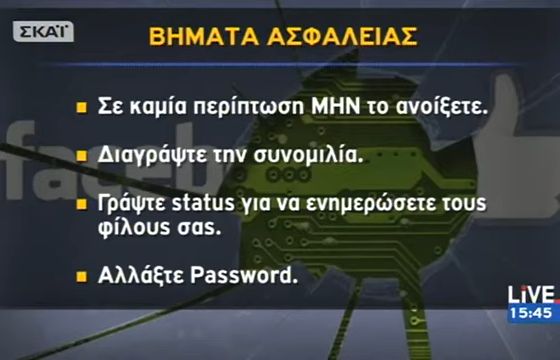 ΣΚΑΪ
ΒΗΜΑΤΑ ΑΣΦΑΛΕΙΑΣ
Σε καμία περίπτωση ΜΗΝ το ανοίξετε.
Διαγράψτε την συνομιλία.
Γράψτε status για να ενημερώσετε τους
φίλους σας.
Αλλάξτε Password.
faceb
LiVE
15:45